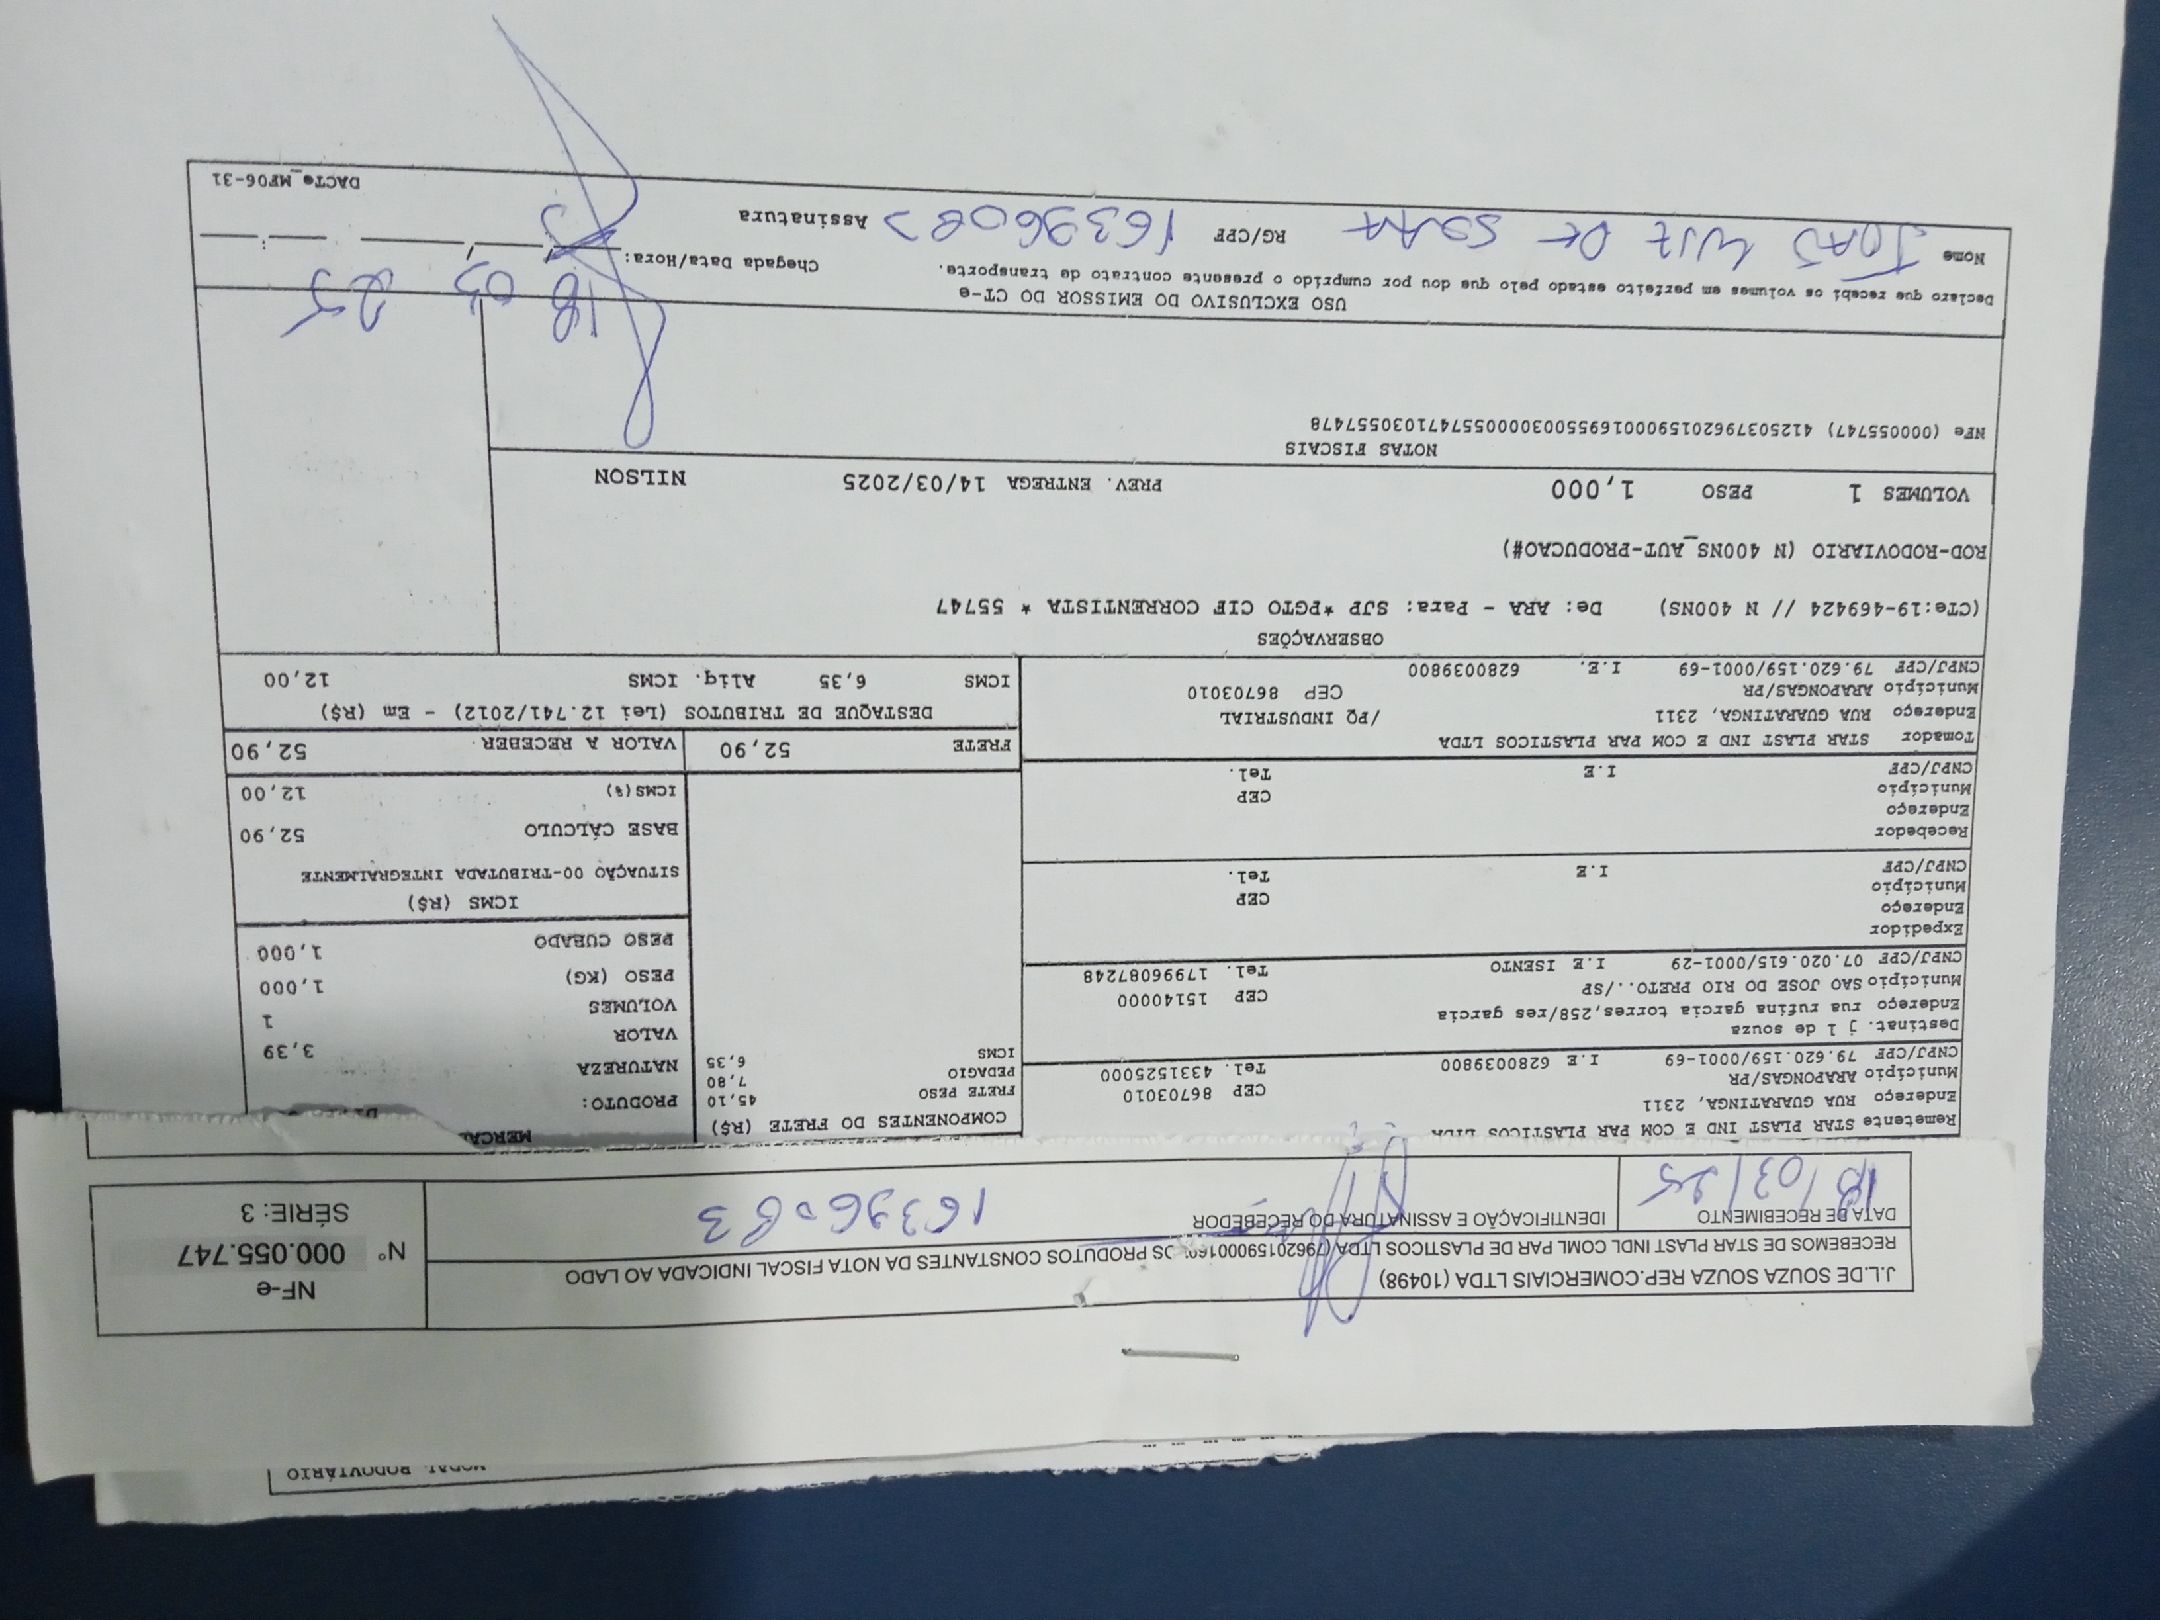 MODAL RODOVIÁRIO
J.L.DE SOUZA SOUZA REP.COMERCIAIS LTDA (10498)
RECEBEMOS DE STAR PLAST INDL COML PAR DE PLASTICOS LTDA (7962015900016 OS PRODUTOS CONSTANTES DA NOTA FISCAL INDICADA AO LADO
NF-e
N° 000.055.747
SÉRIE: 3
DATA DE RECEBIMENTO
18/03/25
IDENTIFICAÇÃO E ASSINATURA DO RECEBEDOR
16396083
Remetente STAR PLAST IND E COM PAR PLASTICOS LTDA
Endereço RUA GUARATINGA, 2311 CEP 86703010
Município ARAPONGAS/PR Tel. 4331525000
CNPJ/CPF 79.620.159/0001-69 I.E 6280039800
Destinat. j l de souza
Endereço rua rufina garcia torres,258/res garcia
Município SAO JOSE DO RIO PRETO../SP CEP 15140000
CNPJ/CPF 07.020.615/0001-29 I.E ISENTO Tel. 17996087248
Expedidor
Endereço
Município CEP
CNPJ/CPF I.E Tel.
Recebedor
Endereço
Município CEP
CNPJ/CPF I.E Tel.
Tomador STAR PLAST IND E COM PAR PLASTICOS LTDA
Endereço RUA GUARATINGA, 2311 /PQ INDUSTRIAL
Município ARAPONGAS/PR CEP 86703010
CNPJ/CPF 79.620.159/0001-69 I.E. 6280039800
COMPONENTES DO FRETE (R$)
FRETE PESO 45,10
PEDAGIO 7,80
ICMS 6,35
MERCA
PRODUTO:
NATUREZA
VALOR 3,39
VOLUMES 1
PESO (KG) 1,000
PESO CUBADO 1,000
ICMS (R$)
SITUAÇÃO 00-TRIBUTADA INTEGRALMENTE
BASE CÁLCULO 52,90
ICMS(%) 12,00
FRETE 52,90 VALOR A RECEBER 52,90
DESTAQUE DE TRIBUTOS (Lei 12.741/2012) - Em (R$)
ICMS 6,35 Aliq. ICMS 12,00
OBSERVAÇÕES
(CTe:19-469424 // N 400NS) De: ARA - Para: SJP *PGTO CIF CORRENTISTA * 55747
ROD-RODOVIARIO (N 400NS_AUT-PRODUCAO#)
VOLUMES 1 PESO 1,000 PREV. ENTREGA 14/03/2025 NILSON
NOTAS FISCAIS
NFe (000055747) 41250379620159000169550030000557471030557478
USO EXCLUSIVO DO EMISSOR DO CT-e
Declaro que recebi os volumes em perfeito estado pelo que dou por cumprido o presente contrato de transporte.
Chegada Data/Hora: 18 03 25
Nome JOAO LUIZ DE SOUZA RG/CPF 16396083 Assinatura
DACTe_MF06-31